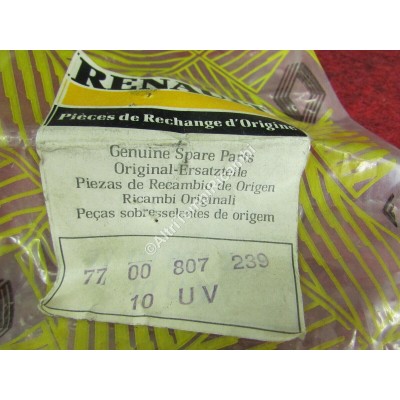 RENAULT
Pièces de Rechange d'Origine
Genuine Spare Parts
Original-Ersatzteile
Piezas de Recambio de Origen
Ricambi Originali
Peças sobresselentes de origem
77 00 807 239
10 UV